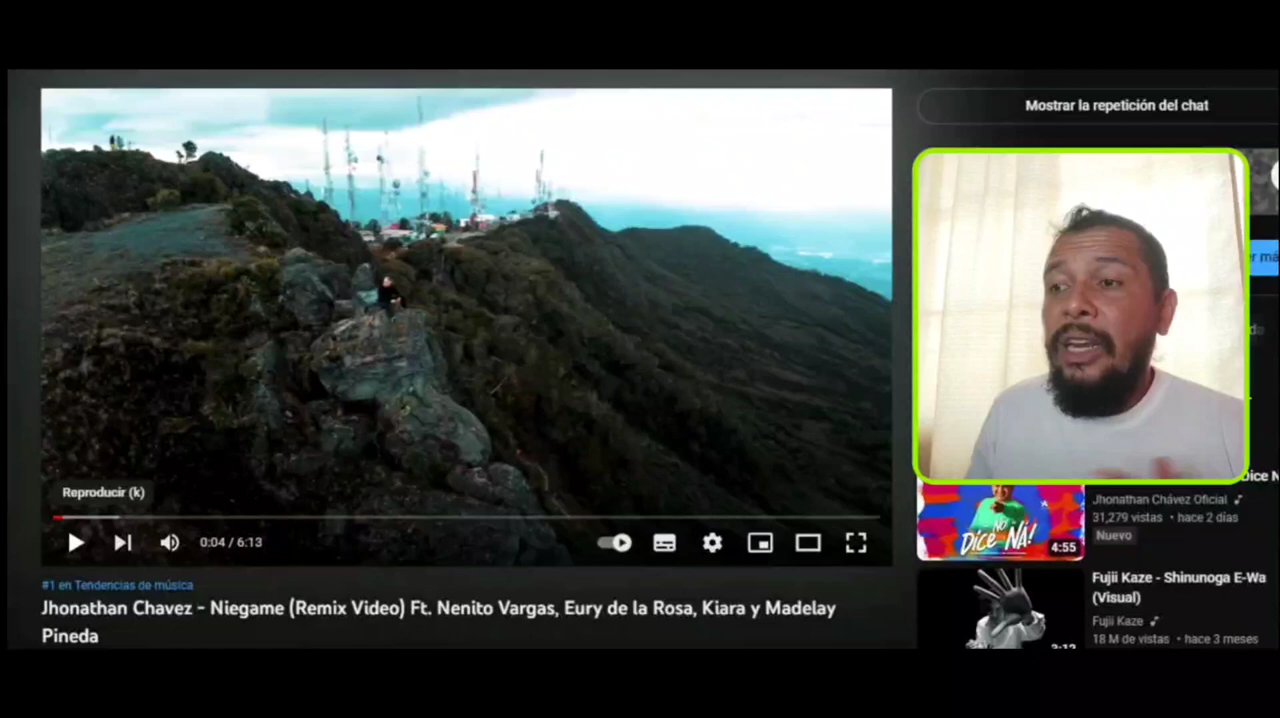 Mostrar la repetición del chat
Reproducir (k)
0:04 / 6:13
#1 en Tendencias de música
Jhonathan Chavez - Niegame (Remix Video) Ft. Nenito Vargas, Eury de la Rosa, Kiara y Madelay
Pineda
Dice N
Jhonathan Chávez Oficial
31,279 vistas • hace 2 días
Nuevo
NO
DICE NÁ!
4:55
Fujii Kaze - Shinunoga E-Wa
(Visual)
Fujii Kaze
18 M de vistas • hace 3 meses